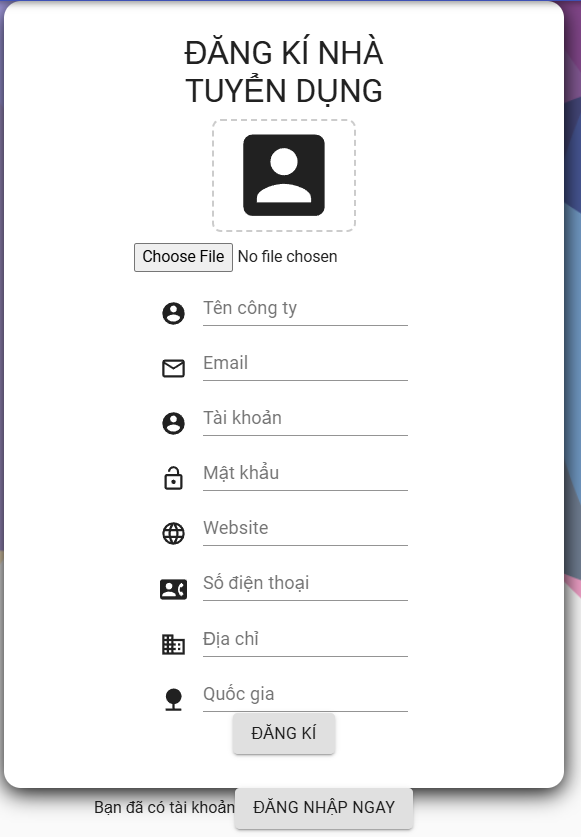 ĐĂNG KÍ NHÀ
TUYỂN DỤNG
Choose File No file chosen
Tên công ty
Email
Tài khoản
Mật khẩu
Website
Số điện thoại
Địa chỉ
Quốc gia
ĐĂNG KÍ
Bạn đã có tài khoản ĐĂNG NHẬP NGAY